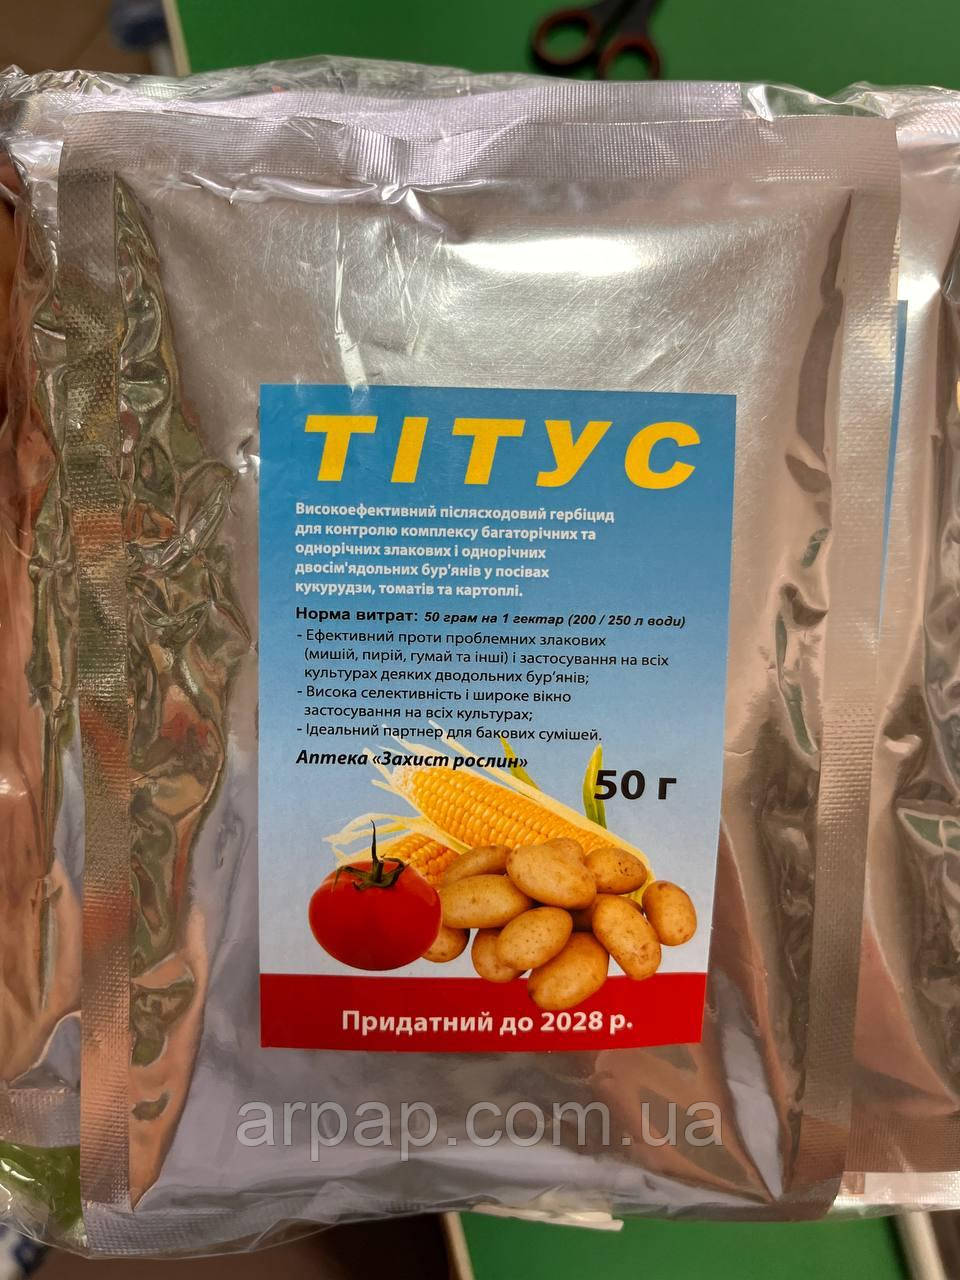 ТІТУС
Високоефективний післясходовий гербіцид
для контролю комплексу багаторічних та
однорічних злакових і однорічних
двосім'ядольних бур'янів у посівах
кукурудзи, томатів та картоплі.
Норма витрат: 50 грам на 1 гектар (200 / 250 л води)
- Ефективний проти проблемних злакових
(мишій, пирій, гумай та інші) і застосування на всіх
культурах деяких дводольних бур'янів;
- Висока селективність і широке вікно
застосування на всіх культурах;
- Ідеальний партнер для бакових сумішей.
Аптека «Захист рослин»
50 г
Придатний до 2028 р.
arpap.com.ua